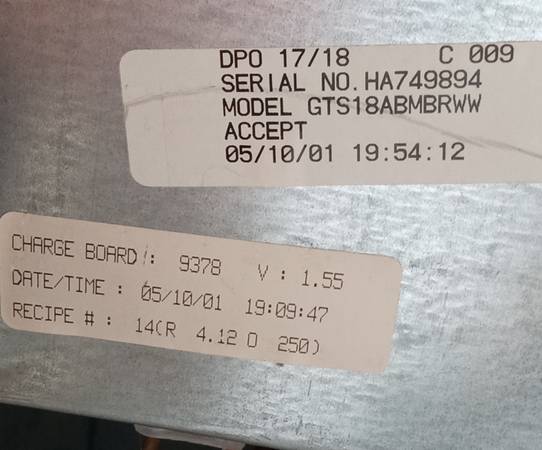 DPO 17/18 C 009
SERIAL NO.HA749894
MODEL GTS18ABMBRWW
ACCEPT
05/10/01 19:54:12
CHARGE BOARD : 9378 V : 1.55
DATE/TIME : 05/10/01 19:09:47
RECIPE # : 14(R 4.12 O 250)